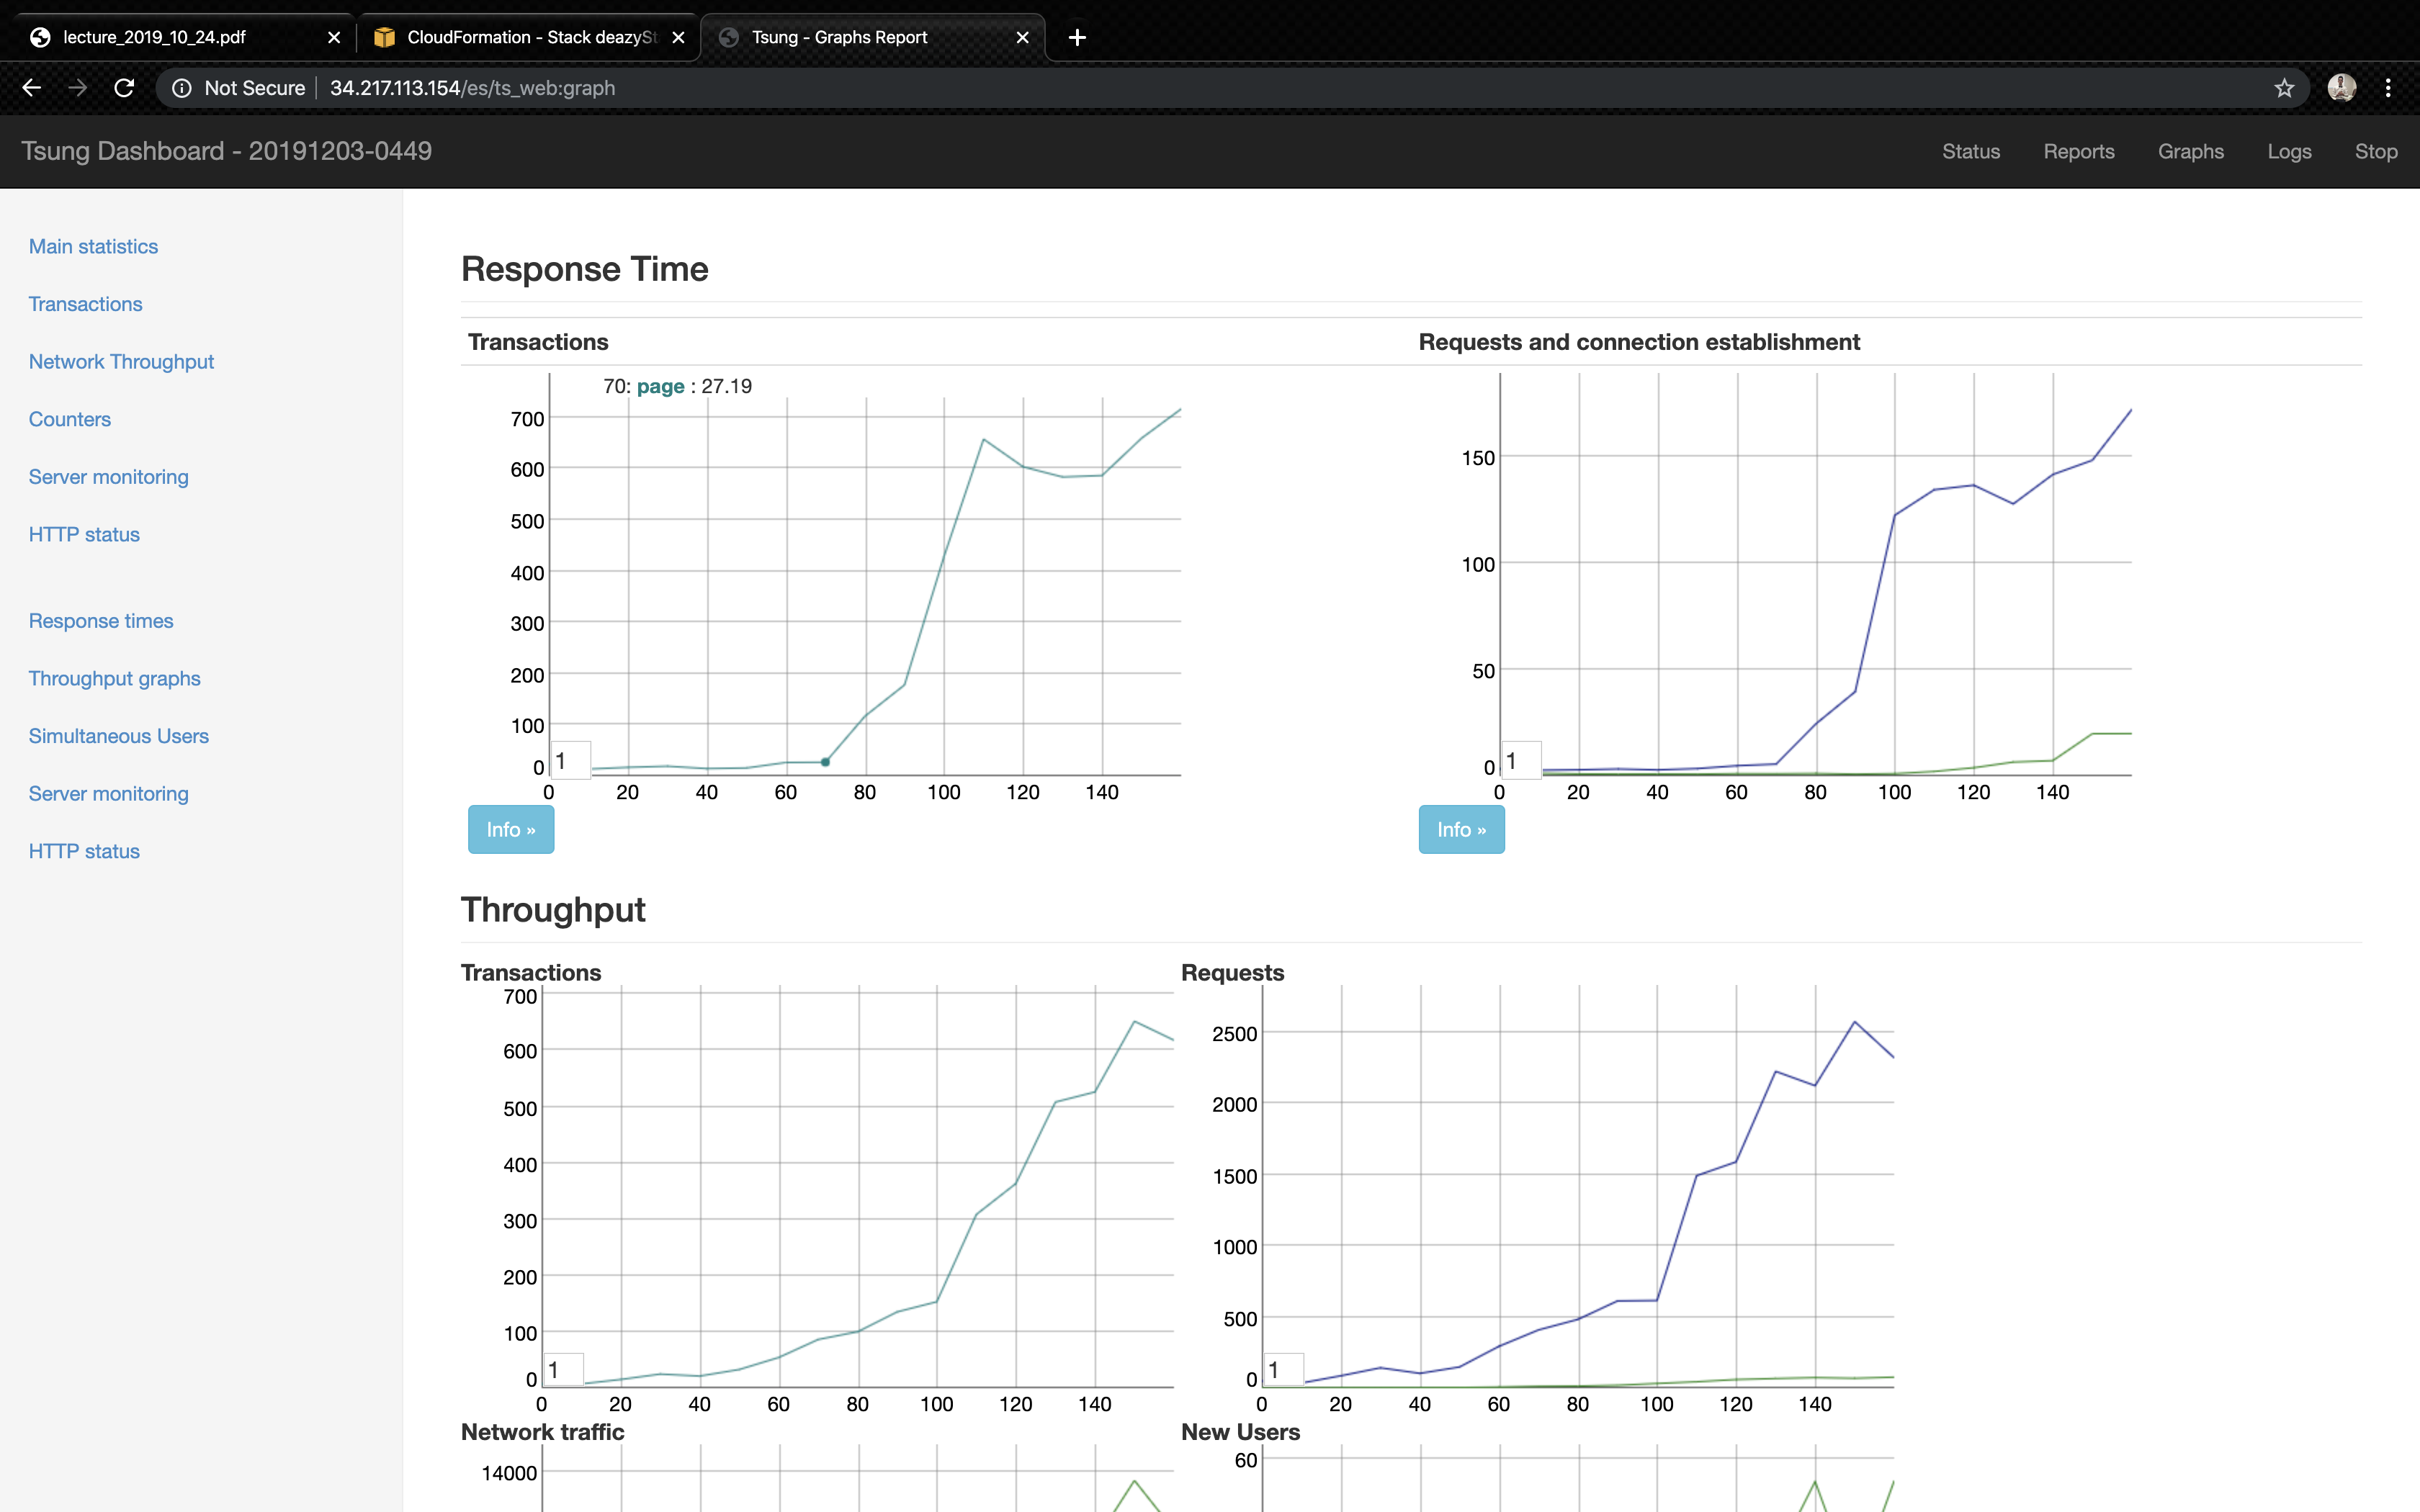 lecture_2019_10_24.pdf
CloudFormation - Stack deazySt
Tsung - Graphs Report
Not Secure
34.217.113.154/es/ts_web:graph
Tsung Dashboard - 20191203-0449
Status
Reports
Graphs
Logs
Stop
Main statistics
Transactions
Network Throughput
Counters
Server monitoring
HTTP status
Response times
Throughput graphs
Simultaneous Users
Server monitoring
HTTP status
Response Time
Transactions
70: page : 27.19
700
600
500
400
300
200
100
0
1
0 20 40 60 80 100 120 140
Info »
Requests and connection establishment
150
100
50
0
1
0 20 40 60 80 100 120 140
Info »
Throughput
Transactions
700
600
500
400
300
200
100
0
1
0 20 40 60 80 100 120 140
Requests
2500
2000
1500
1000
500
0
1
0 20 40 60 80 100 120 140
Network traffic
14000
New Users
60